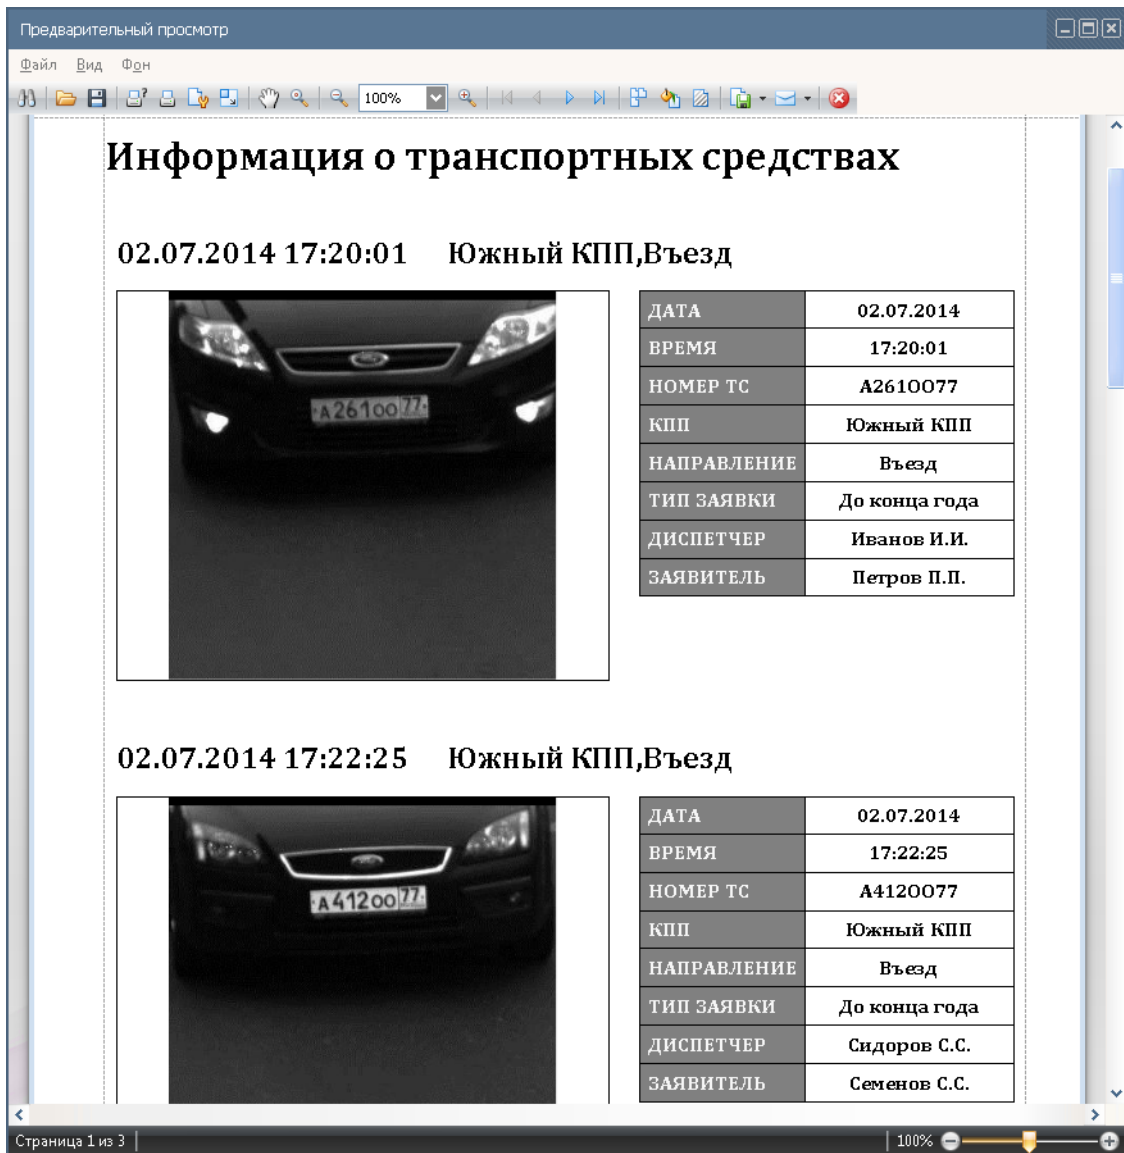 Предварительный просмотр
Файл Вид Фон
100%
Информация о транспортных средствах
02.07.2014 17:20:01 Южный КПП,Въезд
А261оо 77
ДАТА 02.07.2014
ВРЕМЯ 17:20:01
НОМЕР ТС А261ОО77
КПП Южный КПП
НАПРАВЛЕНИЕ Въезд
ТИП ЗАЯВКИ До конца года
ДИСПЕТЧЕР Иванов И.И.
ЗАЯВИТЕЛЬ Петров П.П.
02.07.2014 17:22:25 Южный КПП,Въезд
А412оо 77
ДАТА 02.07.2014
ВРЕМЯ 17:22:25
НОМЕР ТС А412ОО77
КПП Южный КПП
НАПРАВЛЕНИЕ Въезд
ТИП ЗАЯВКИ До конца года
ДИСПЕТЧЕР Сидоров С.С.
ЗАЯВИТЕЛЬ Семенов С.С.
Страница 1 из 3 100%